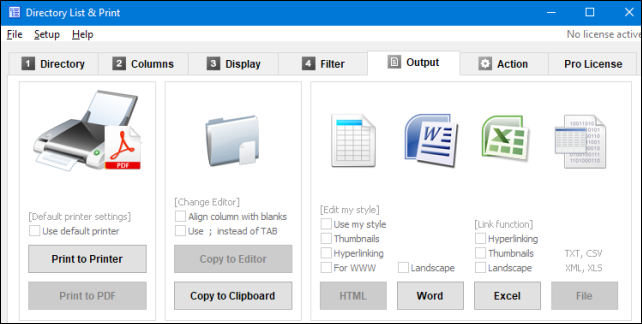 Directory List & Print
File Setup Help No license active
1 Directory 2 Columns 3 Display 4 Filter Output Action Pro License
PDF
W
X
[Default printer settings]
Use default printer
Print to Printer
Print to PDF
[Change Editor]
Align column with blanks
Use ; instead of TAB
Copy to Editor
Copy to Clipboard
[Edit my style]
Use my style
Thumbnails
Hyperlinking
For WWW
HTML
Landscape
Word
[Link function]
Hyperlinking
Thumbnails
Landscape
Excel
TXT, CSV
XML, XLS
File